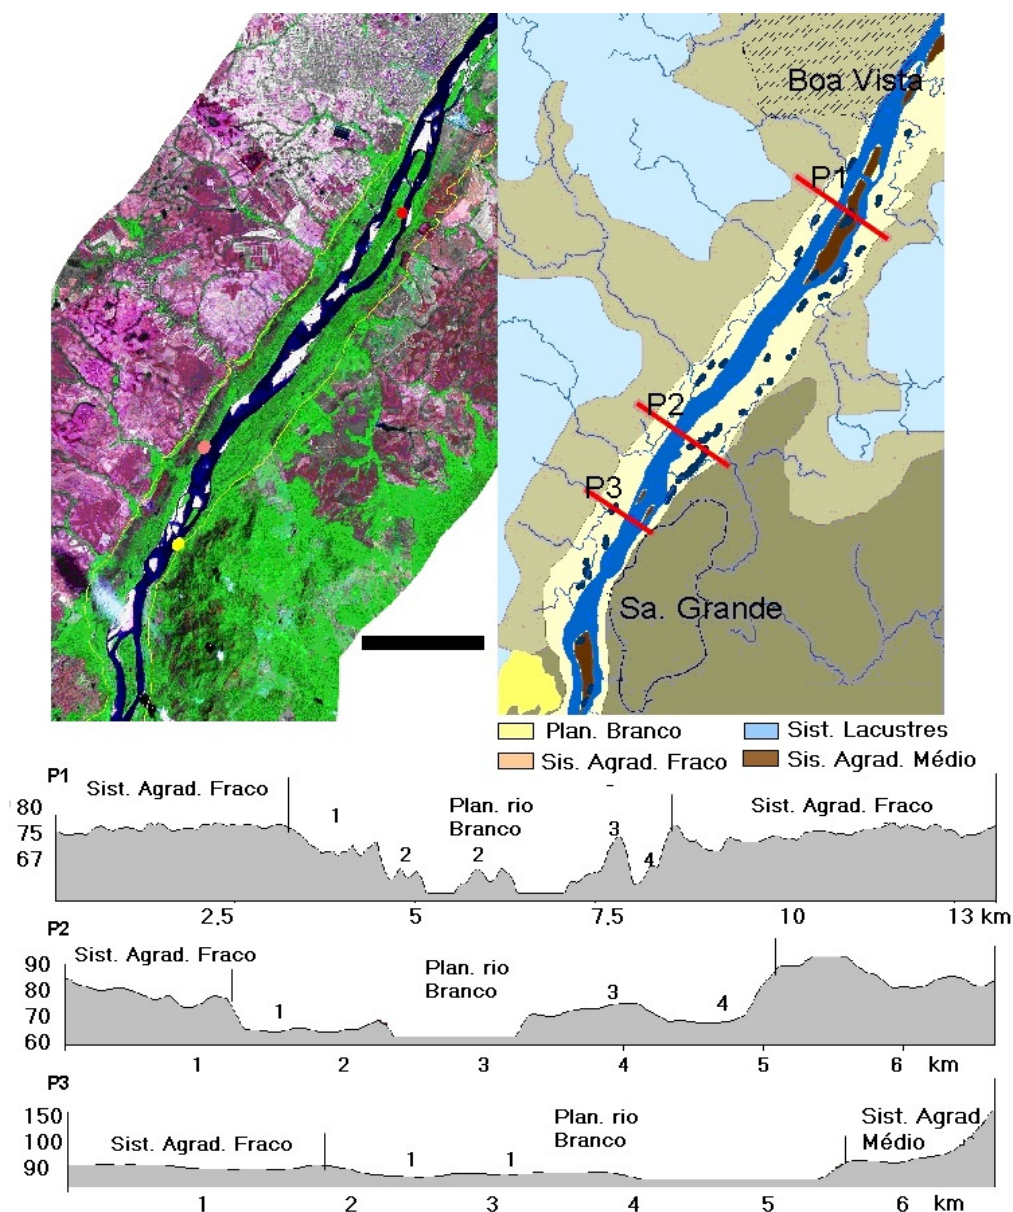 Boa Vista
P1
P2
P3
Sa. Grande
Plan. Branco
Sist. Lacustres
Sis. Agrad. Fraco
Sis. Agrad. Médio
P1
Sist. Agrad. Fraco
Plan. rio
Branco
Sist. Agrad. Fraco
80
75
67
1
2
2
3
4
2.5
5
7.5
10
13 km
P2
Sist. Agrad. Fraco
Plan. rio
Branco
90
80
70
60
1
3
4
1
2
3
4
5
6
km
P3
Sist. Agrad. Fraco
Plan. rio
Branco
Sist. Agrad.
Médio
150
100
90
1
1
1
2
3
4
5
6
km